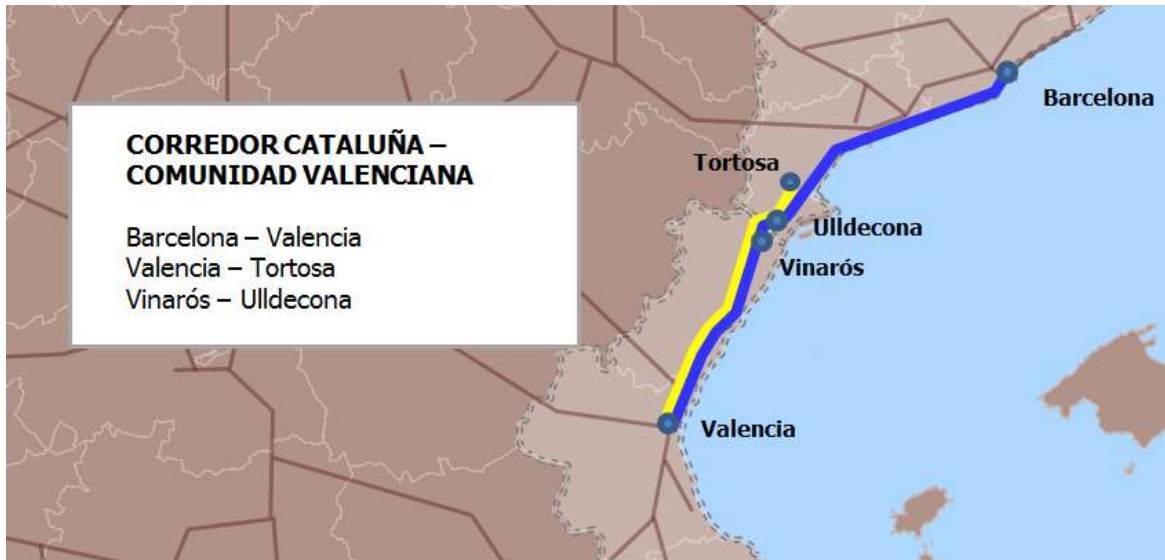 CORREDOR CATALUÑA –
COMUNIDAD VALENCIANA
Barcelona – Valencia
Valencia – Tortosa
Vinarós – Ulldecona
Barcelona
Tortosa
Ulldecona
Vinarós
Valencia